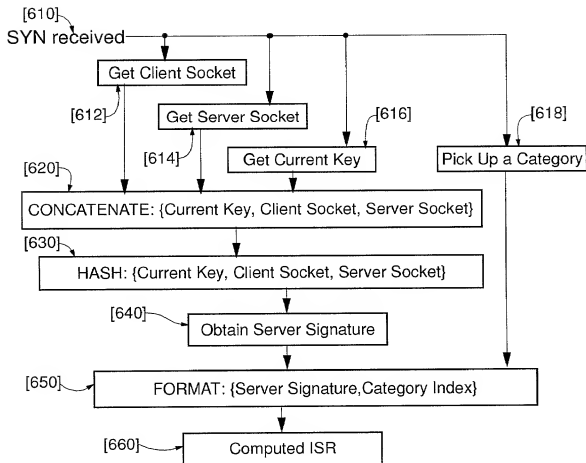 [610]
SYN received
Get Client Socket
[612]
Get Server Socket
[614]
[616]
Get Current Key
[618]
Pick Up a Category
[620]
CONCATENATE: {Current Key, Client Socket, Server Socket}
[630]
HASH: {Current Key, Client Socket, Server Socket}
[640]
Obtain Server Signature
[650]
FORMAT: {Server Signature,Category Index}
[660]
Computed ISR